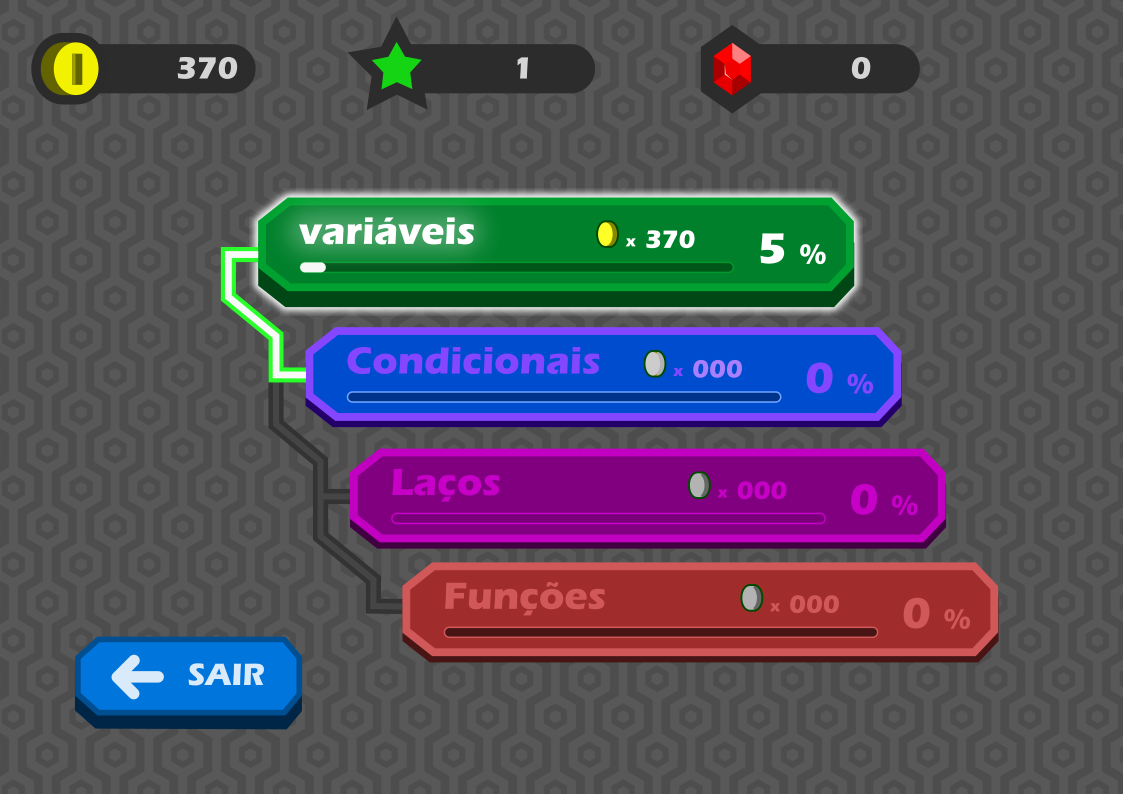 370
1
0
variáveis x 370 5 %
Condicionais x 000 0 %
Laços x 000 0 %
Funções x 000 0 %
SAIR